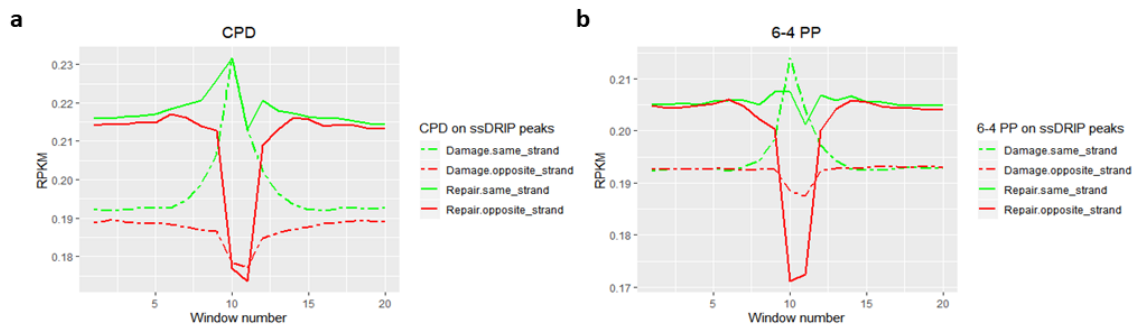 a
CPD
RPKM
0.23
0.22
0.21
0.20
0.19
0.18
5
10
15
20
Window number
CPD on ssDRIP peaks
Damage.same_strand
Damage.opposite_strand
Repair.same_strand
Repair.opposite_strand
b
6-4 PP
RPKM
0.21
0.20
0.19
0.18
0.17
5
10
15
20
Window number
6-4 PP on ssDRIP peaks
Damage.same_strand
Damage.opposite_strand
Repair.same_strand
Repair.opposite_strand